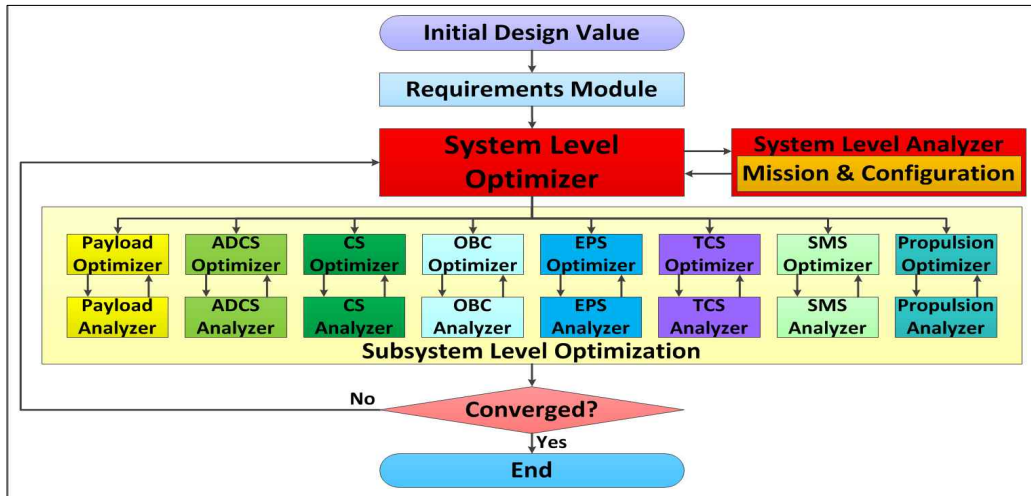 Initial Design Value
Requirements Module
System Level
Optimizer
System Level Analyzer
Mission & Configuration
Payload
Optimizer
ADCS
Optimizer
CS
Optimizer
OBC
Optimizer
EPS
Optimizer
TCS
Optimizer
SMS
Optimizer
Propulsion
Optimizer
Payload
Analyzer
ADCS
Analyzer
CS
Analyzer
OBC
Analyzer
EPS
Analyzer
TCS
Analyzer
SMS
Analyzer
Propulsion
Analyzer
Subsystem Level Optimization
No
Converged?
Yes
End